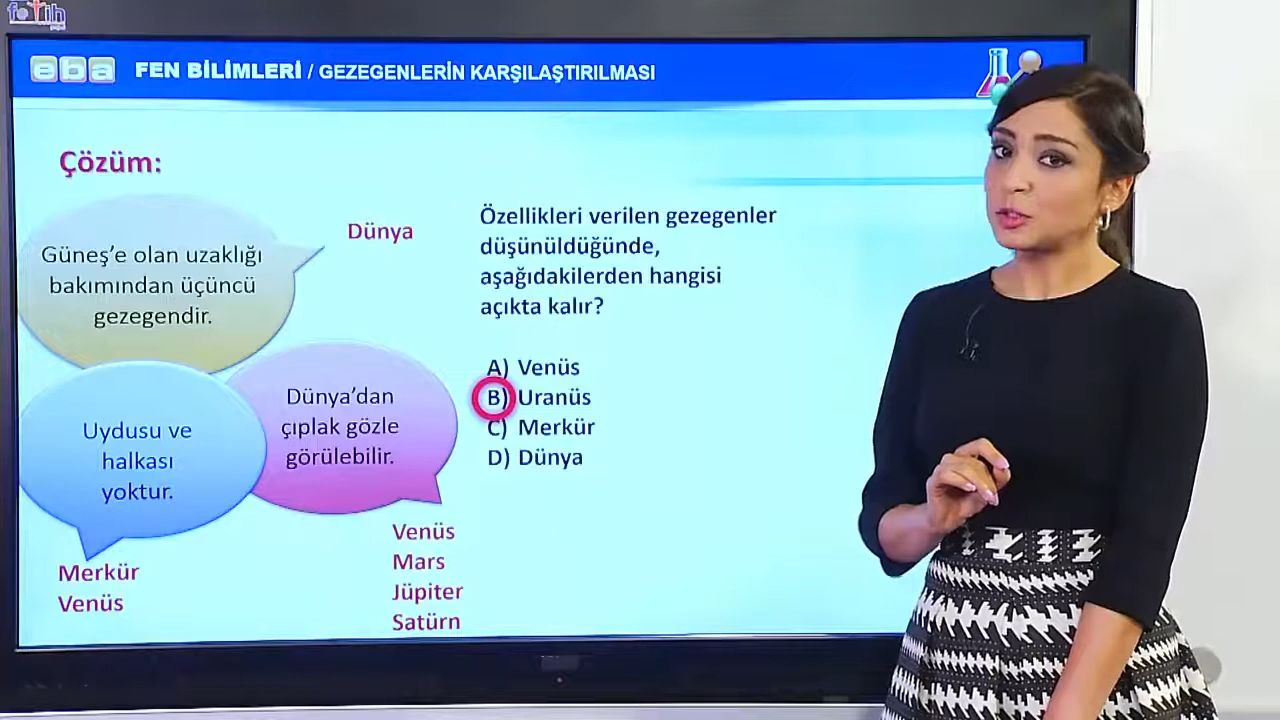 fatih
eba
FEN BİLİMLERİ / GEZEGENLERİN KARŞILAŞTIRILMASI
Çözüm:
Güneş'e olan uzaklığı
bakımından üçüncü
gezegendir.
Dünya
Uydusu ve
halkası
yoktur.
Merkür
Venüs
Dünya'dan
çıplak gözle
görülebilir.
Venüs
Mars
Jüpiter
Satürn
Özellikleri verilen gezegenler
düşünüldüğünde,
aşağıdakilerden hangisi
açıkta kalır?
A) Venüs
B) Uranüs
C) Merkür
D) Dünya